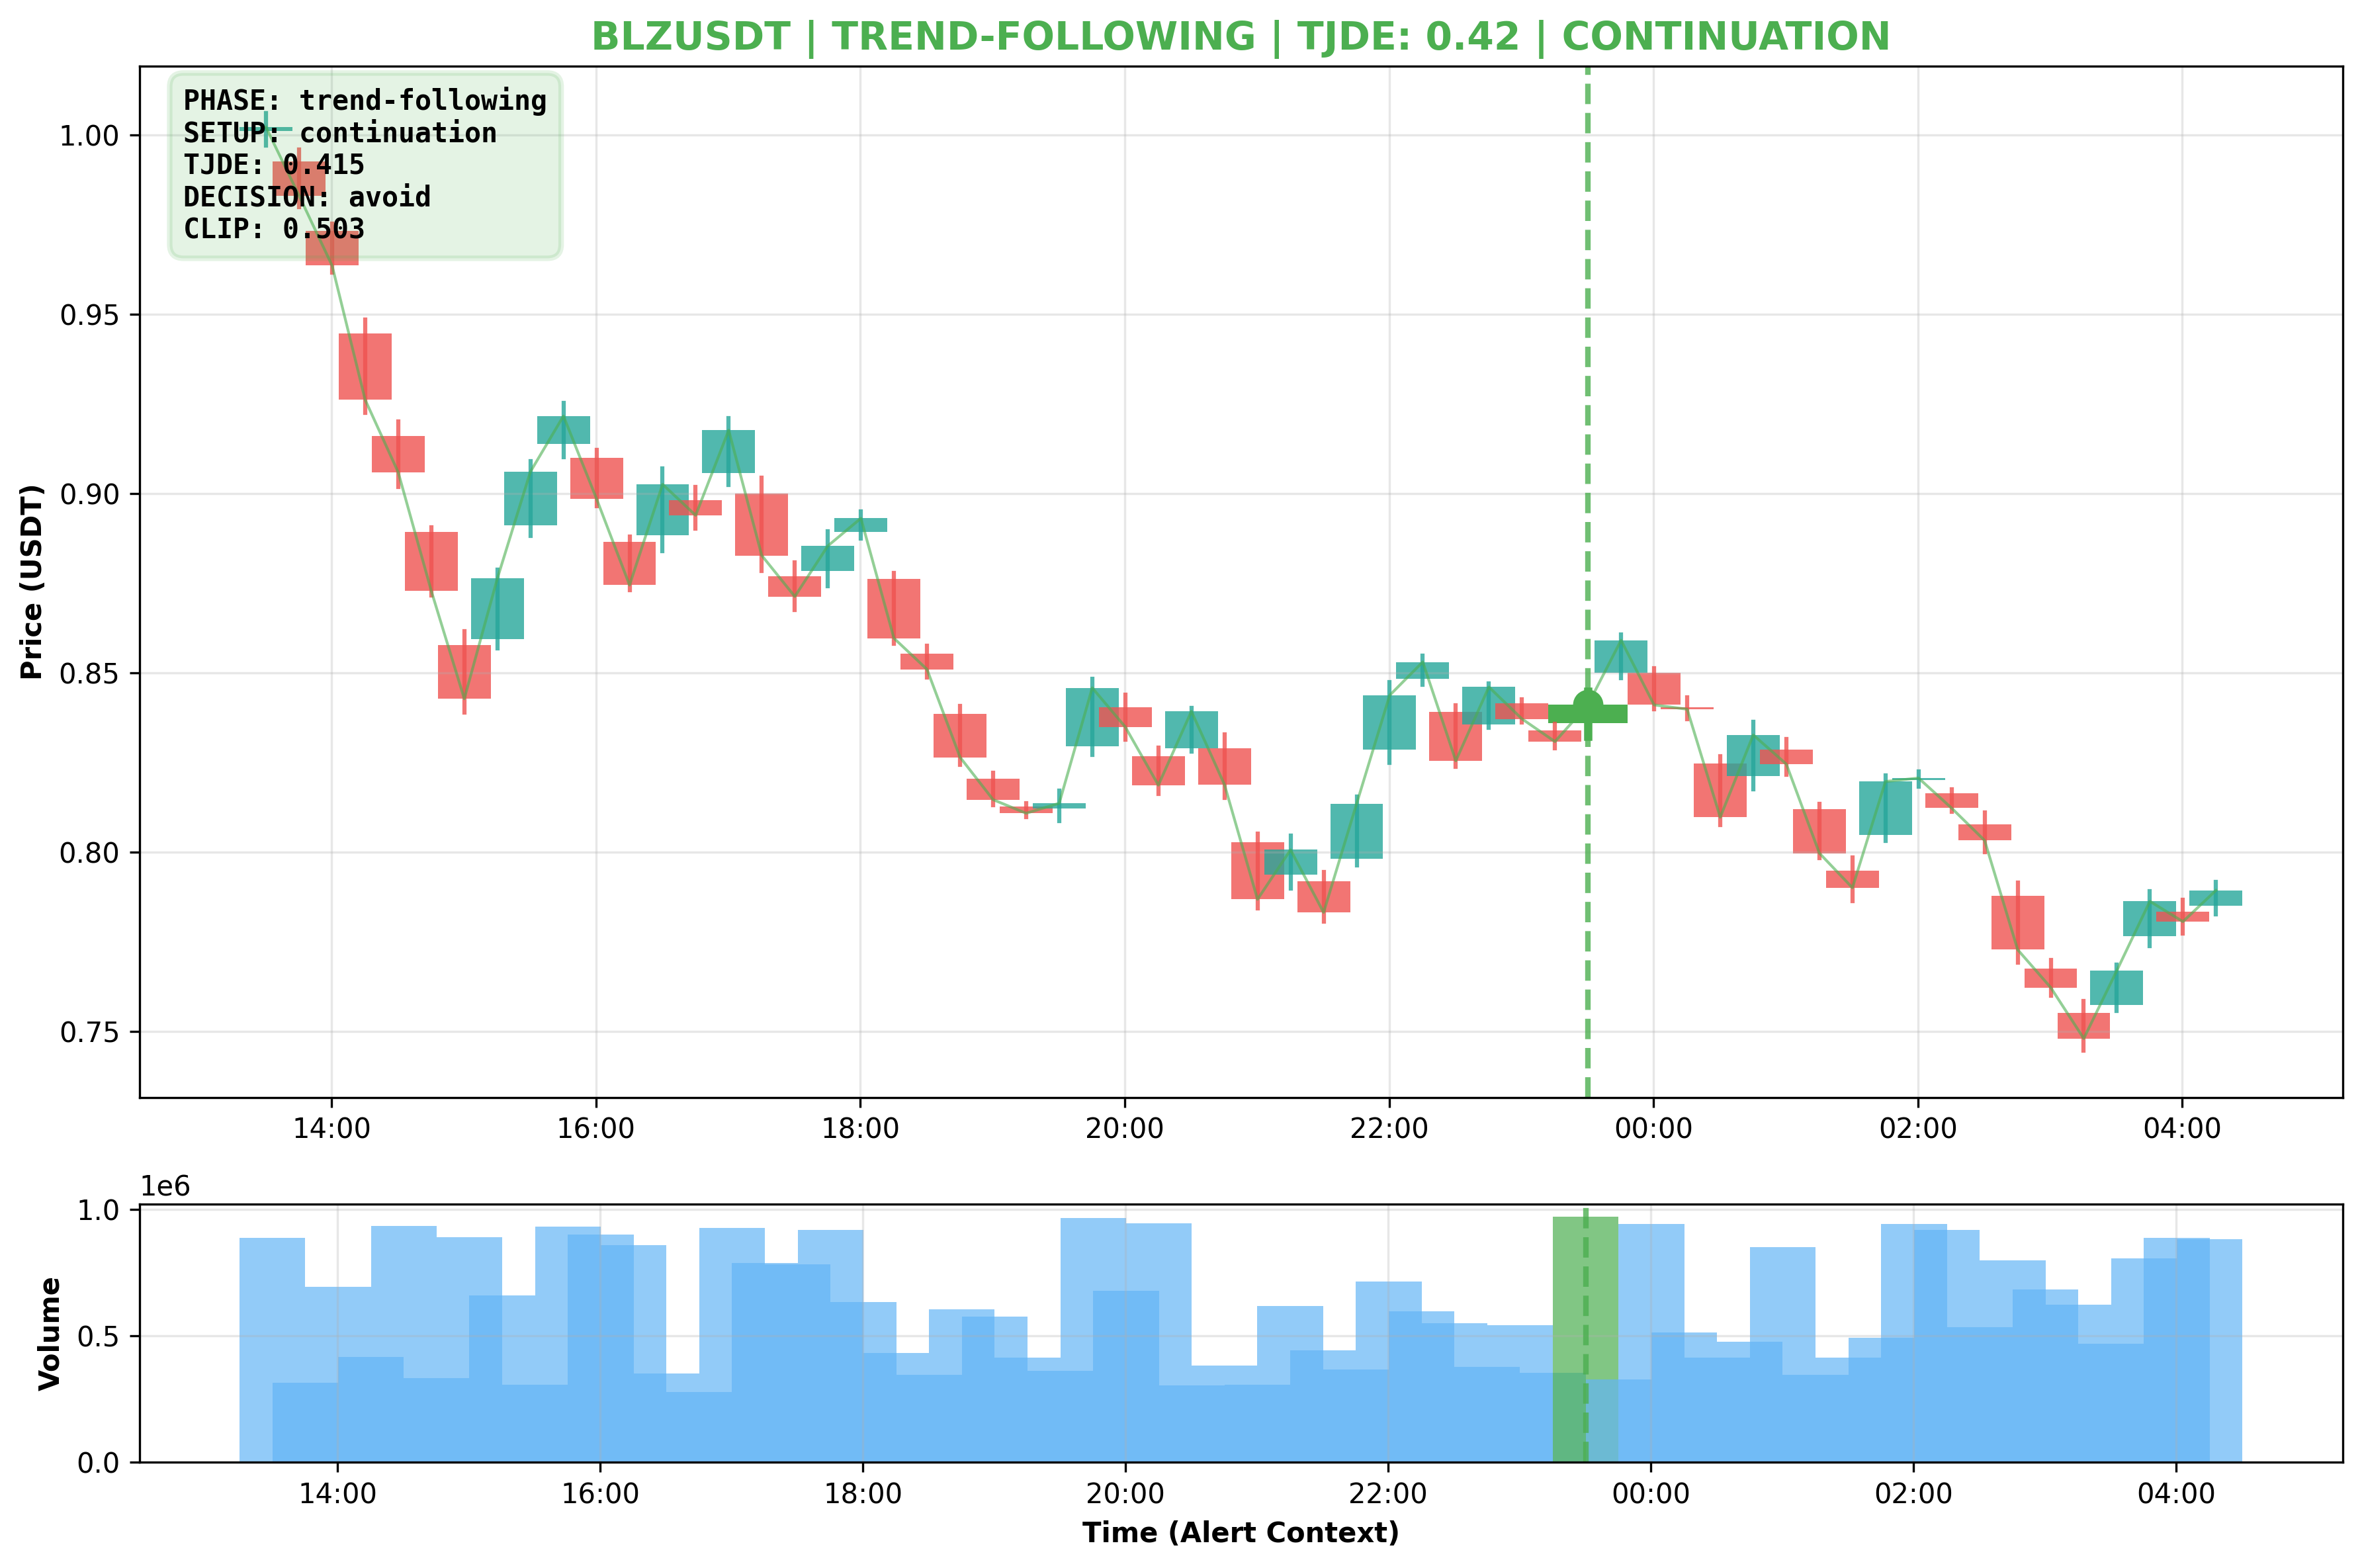 BLZUSDT | TREND-FOLLOWING | TJDE: 0.42 | CONTINUATION
PHASE: trend-following
SETUP: continuation
TJDE: 0.415
DECISION: avoid
CLIP: 0.503
Price (USDT)
1.00
0.95
0.90
0.85
0.80
0.75
14:00 16:00 18:00 20:00 22:00 00:00 02:00 04:00
1e6
Volume
1.0
0.5
0.0
14:00 16:00 18:00 20:00 22:00 00:00 02:00 04:00
Time (Alert Context)